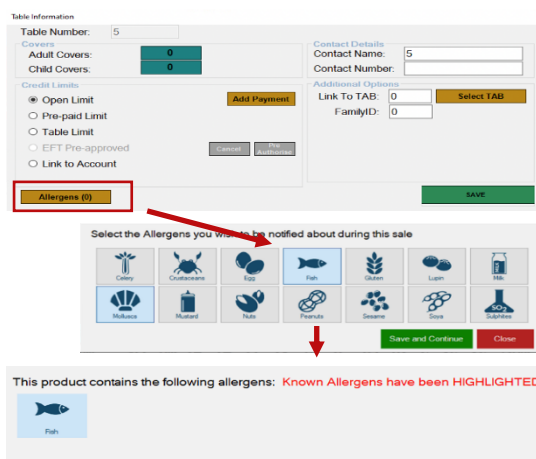 Table Information
Table Number: 5
Covers
Adult Covers: 0
Child Covers: 0
Contact Details
Contact Name: 5
Contact Number:
Credit Limits
Open Limit
Add Payment
Pre-paid Limit
Table Limit
EFT Pre-approved
Cancel
Pre Authorise
Link to Account
Additional Options
Link To TAB: 0
Select TAB
FamilyID: 0
Allergens (0)
SAVE
Select the Allergens you wish to be notified about during this sale
Celery Crustaceans Egg Fish Gluten Lupin Milk
Molluscs Mustard Nuts Peanuts Sesame Soya Sulphites
SO2
Save and Continue Close
This product contains the following allergens: Known Allergens have been HIGHLIGHTED
Fish